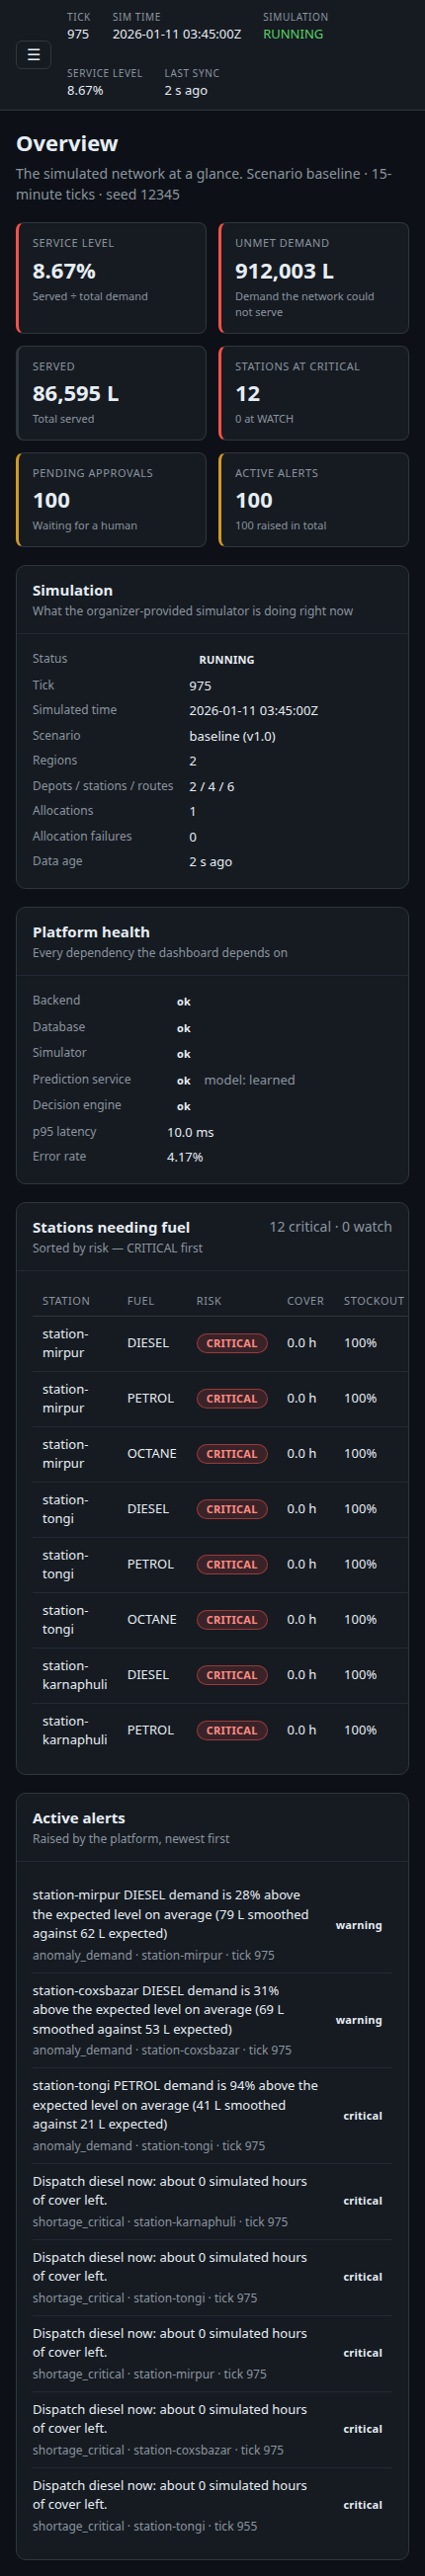 ☰
TICK
975
SIM TIME
2026-01-11 03:45:00Z
SIMULATION
RUNNING
SERVICE LEVEL
8.67%
LAST SYNC
2 s ago
Overview
The simulated network at a glance. Scenario baseline · 15-
minute ticks · seed 12345
SERVICE LEVEL
8.67%
Served ÷ total demand
UNMET DEMAND
912,003 L
Demand the network could
not serve
SERVED
86,595 L
Total served
STATIONS AT CRITICAL
12
0 at WATCH
PENDING APPROVALS
100
Waiting for a human
ACTIVE ALERTS
100
100 raised in total
Simulation
What the organizer-provided simulator is doing right now
Status RUNNING
Tick 975
Simulated time 2026-01-11 03:45:00Z
Scenario baseline (v1.0)
Regions 2
Depots / stations / routes 2 / 4 / 6
Allocations 1
Allocation failures 0
Data age 2 s ago
Platform health
Every dependency the dashboard depends on
Backend ok
Database ok
Simulator ok
Prediction service ok model: learned
Decision engine ok
p95 latency 10.0 ms
Error rate 4.17%
Stations needing fuel 12 critical · 0 watch
Sorted by risk — CRITICAL first
STATION FUEL RISK COVER STOCKOUT
station-
mirpur DIESEL CRITICAL 0.0 h 100%
station-
mirpur PETROL CRITICAL 0.0 h 100%
station-
mirpur OCTANE CRITICAL 0.0 h 100%
station-
tongi DIESEL CRITICAL 0.0 h 100%
station-
tongi PETROL CRITICAL 0.0 h 100%
station-
tongi OCTANE CRITICAL 0.0 h 100%
station-
karnaphuli DIESEL CRITICAL 0.0 h 100%
station-
karnaphuli PETROL CRITICAL 0.0 h 100%
Active alerts
Raised by the platform, newest first
station-mirpur DIESEL demand is 28% above
the expected level on average (79 L smoothed
against 62 L expected)
warning
anomaly_demand · station-mirpur · tick 975
station-coxsbazar DIESEL demand is 31%
above the expected level on average (69 L
smoothed against 53 L expected)
warning
anomaly_demand · station-coxsbazar · tick 975
station-tongi PETROL demand is 94% above the
expected level on average (41 L smoothed
against 21 L expected)
critical
anomaly_demand · station-tongi · tick 975
Dispatch diesel now: about 0 simulated hours
of cover left.
critical
shortage_critical · station-karnaphuli · tick 975
Dispatch diesel now: about 0 simulated hours
of cover left.
critical
shortage_critical · station-tongi · tick 975
Dispatch diesel now: about 0 simulated hours
of cover left.
critical
shortage_critical · station-mirpur · tick 975
Dispatch diesel now: about 0 simulated hours
of cover left.
critical
shortage_critical · station-coxsbazar · tick 975
Dispatch diesel now: about 0 simulated hours
of cover left.
critical
shortage_critical · station-tongi · tick 955